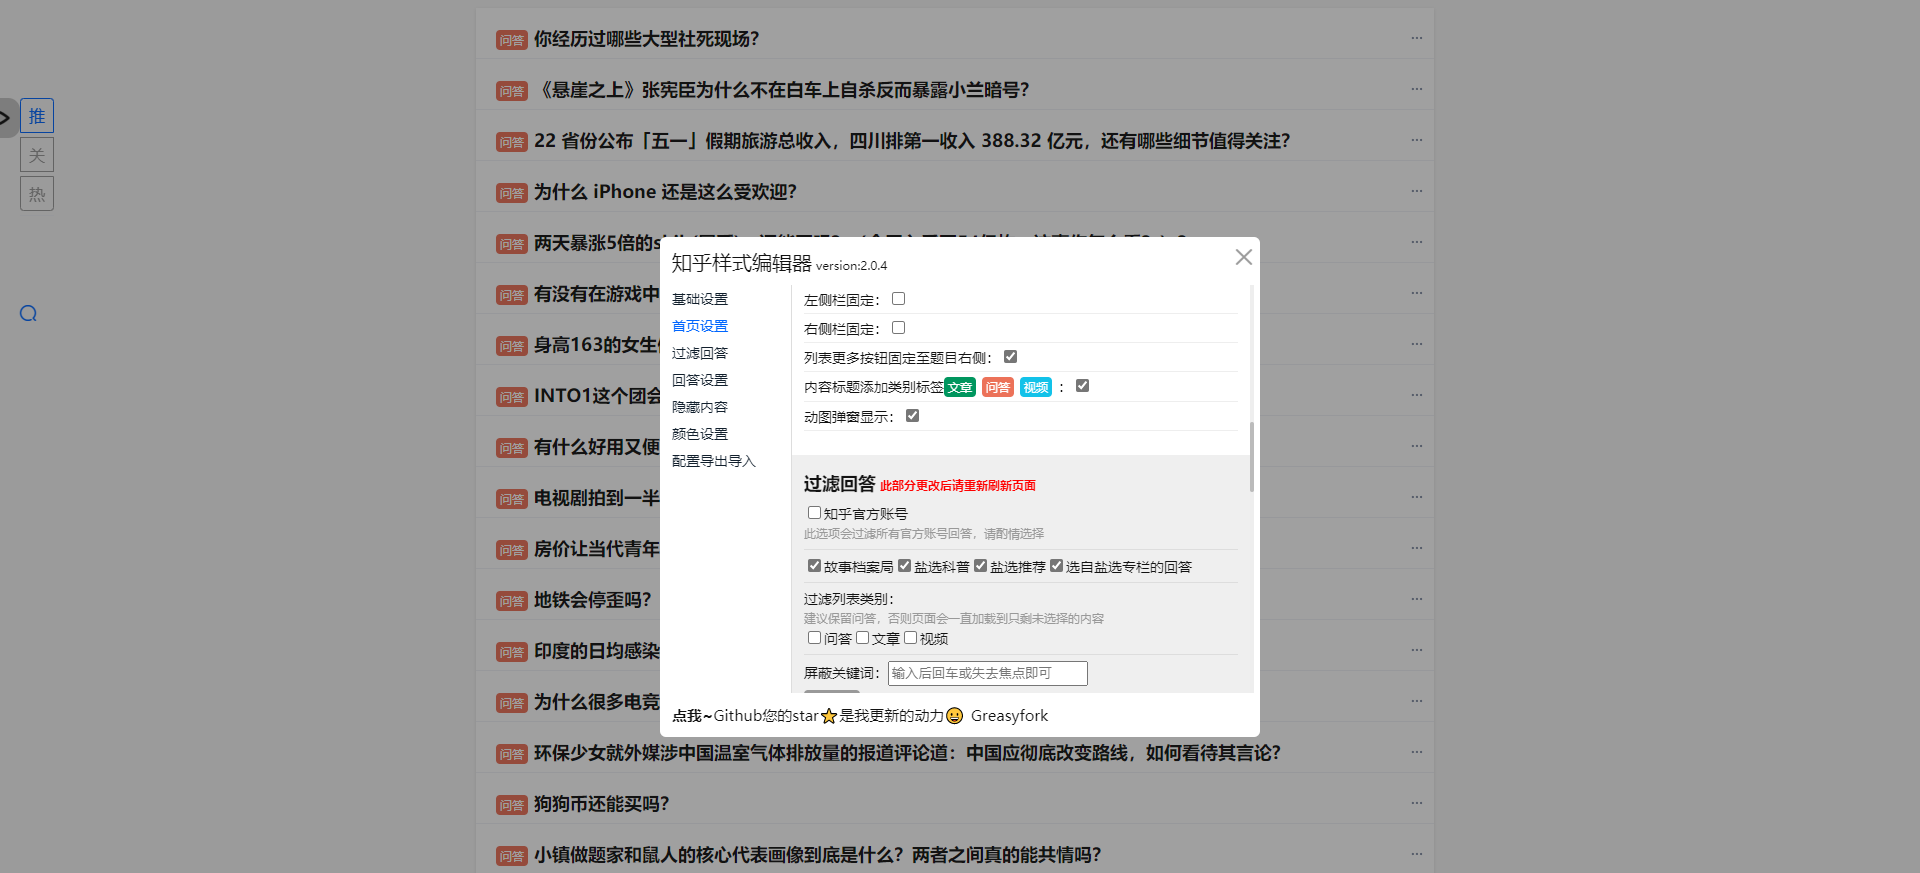 问答 你经历过哪些大型社死现场？ ...
问答 《悬崖之上》张宪臣为什么不在白车上自杀反而暴露小兰暗号？ ...
推
问答 22 省份公布「五一」假期旅游总收入，四川排第一收入 388.32 亿元，还有哪些细节值得关注？ ...
关
问答 为什么 iPhone 还是这么受欢迎？ ...
热
问答 两天暴涨5倍的s
问答 有没有在游戏中
问答 身高163的女生
问答 INTO1这个团会
问答 有什么好用又便
问答 电视剧拍到一半
问答 房价让当代青年
问答 地铁会停歪吗？
问答 印度的日均感染
问答 为什么很多电竞
知乎样式编辑器 version:2.0.4
基础设置
首页设置
过滤回答
回答设置
隐藏内容
颜色设置
配置导出导入
左侧栏固定：
右侧栏固定：
列表更多按钮固定至题目右侧：
内容标题添加类别标签 文章 问答 视频 ：
动图弹窗显示：
过滤回答 此部分更改后请重新刷新页面
知乎官方账号
此选项会过滤所有官方账号回答，请酌情选择
故事档案局 盐选科普 盐选推荐 选自盐选专栏的回答
过滤列表类别：
建议保留问答，否则页面会一直加载到只剩未选择的内容
问答 文章 视频
屏蔽关键词： 输入后回车或失去焦点即可
点我~Github您的star⭐是我更新的动力😀 Greasyfork
问答 环保少女就外媒涉中国温室气体排放量的报道评论道：中国应彻底改变路线，如何看待其言论？ ...
问答 狗狗币还能买吗？ ...
问答 小镇做题家和鼠人的核心代表画像到底是什么？两者之间真的能共情吗？ ...